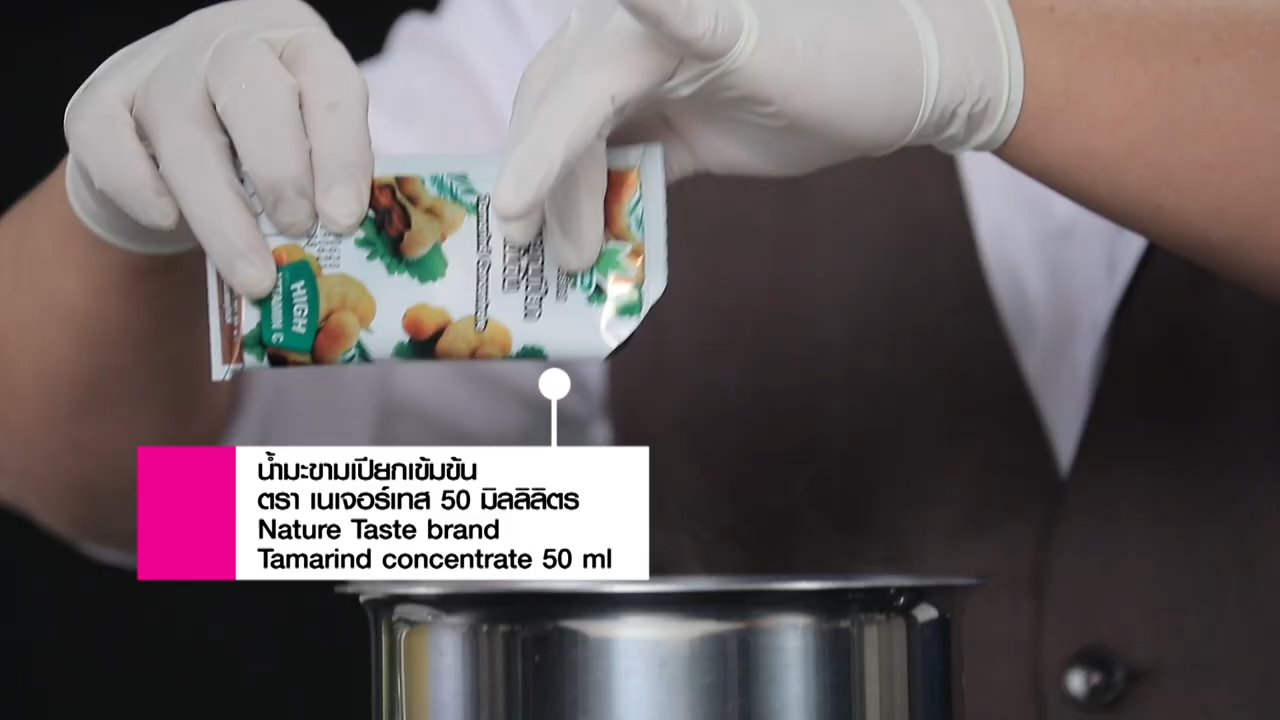 Tamarind Concentrate
HIGH
VITAMIN C
น้ำมะขามเปียกเข้มข้น
ตรา เนเจอร์เทส 50 มิลลิลิตร
Nature Taste brand
Tamarind concentrate 50 ml